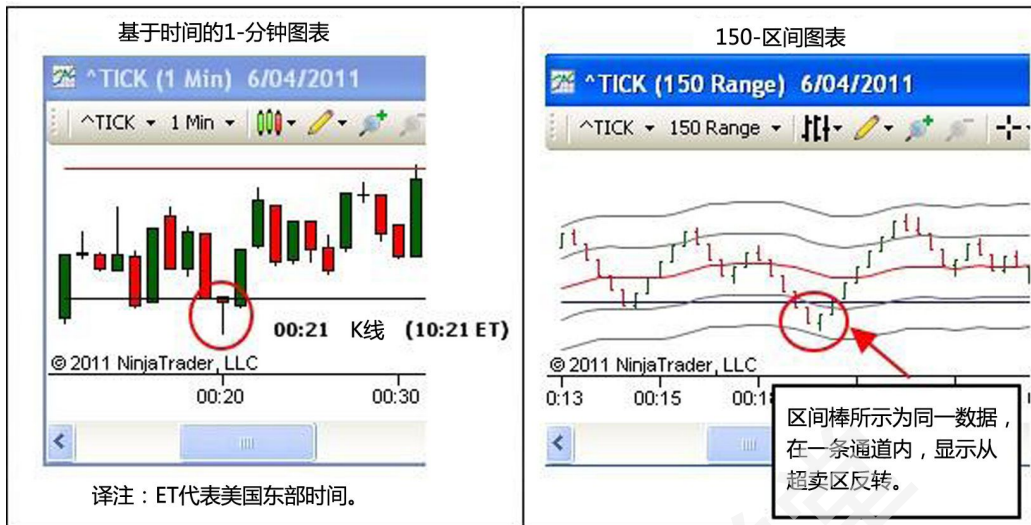 基于时间的1-分钟图表
^TICK (1 Min) 6/04/2011
^TICK 1 Min
00:21 K线 (10:21 ET)
© 2011 NinjaTrader, LLC
00:20 00:30
译注：ET代表美国东部时间。
150-区间图表
^TICK (150 Range) 6/04/2011
^TICK 150 Range
© 2011 NinjaTrader, LLC
0:13 00:15 00:18
区间棒所示为同一数据，
在一条通道内，显示从
超卖区反转。